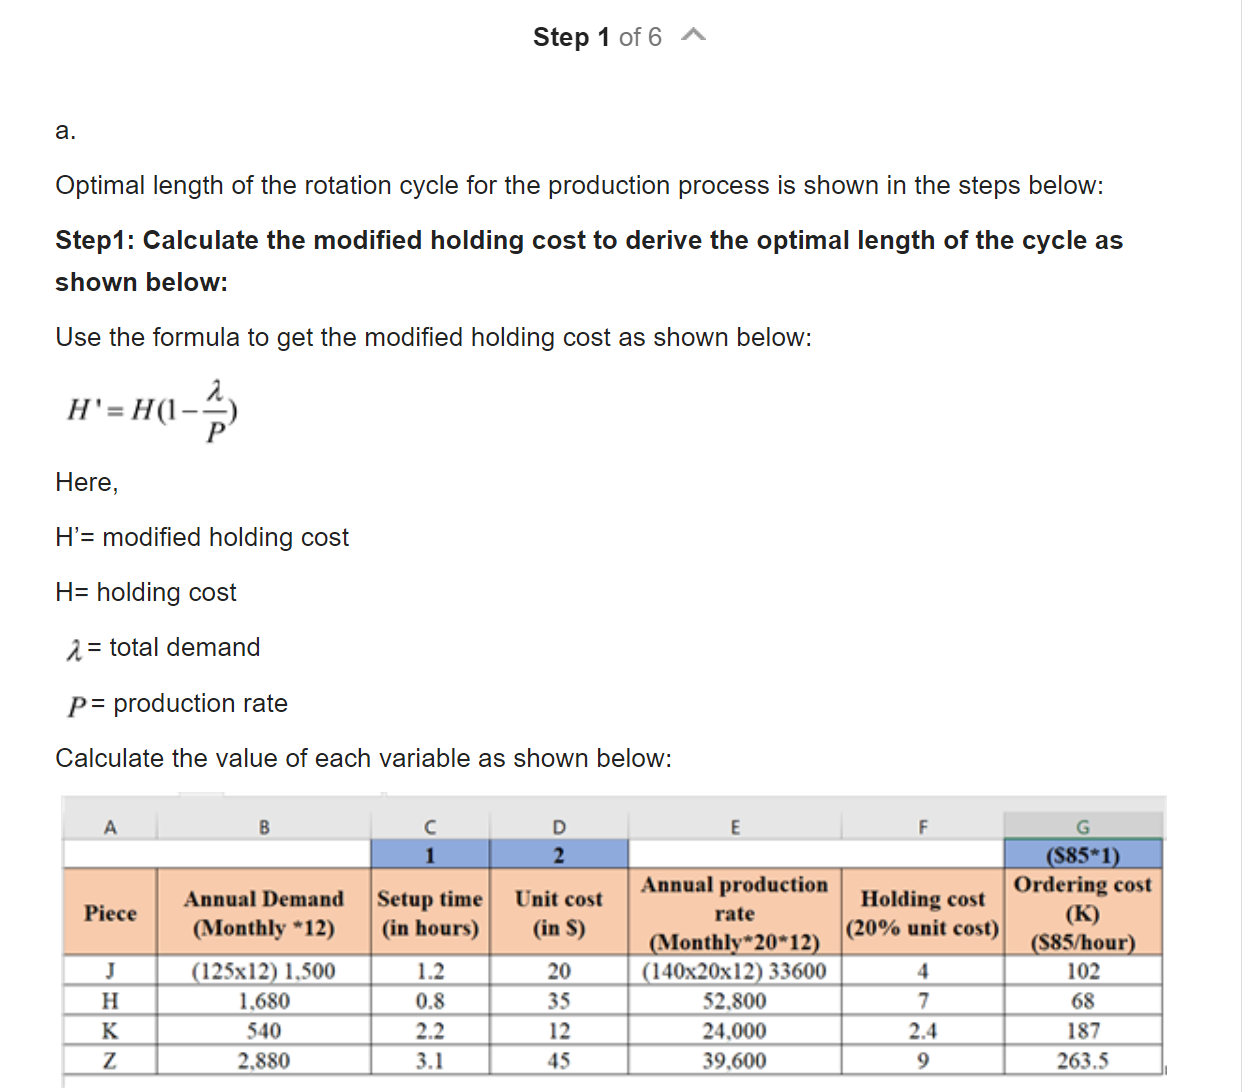 Step 1 of 6
a.
Optimal length of the rotation cycle for the production process is shown in the steps below:
Step1: Calculate the modified holding cost to derive the optimal length of the cycle as
shown below:
Use the formula to get the modified holding cost as shown below:
H'= H(1−λ/P)
Here,
H’= modified holding cost
H= holding cost
λ= total demand
P= production rate
Calculate the value of each variable as shown below:
A B C D E F G
1 2 ($85*1)
Piece Annual Demand (Monthly *12) Setup time (in hours) Unit cost (in $) Annual production rate (Monthly*20*12) Holding cost (20% unit cost) Ordering cost (K) ($85/hour)
J (125x12) 1,500 1.2 20 (140x20x12) 33600 4 102
H 1,680 0.8 35 52,800 7 68
K 540 2.2 12 24,000 2.4 187
Z 2,880 3.1 45 39,600 9 263.5